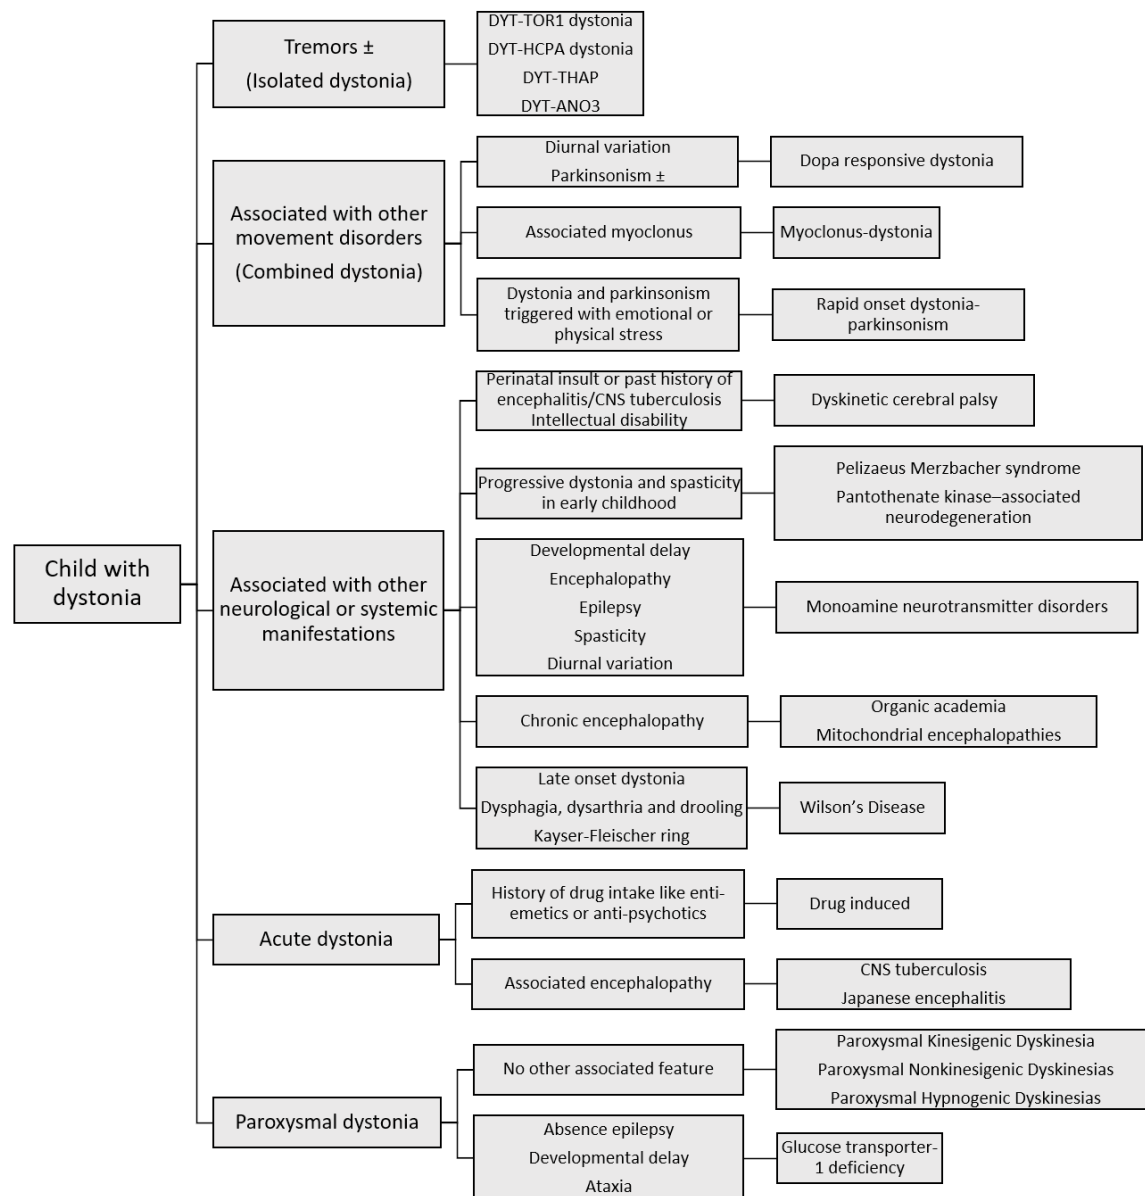 Tremors ±
(Isolated dystonia)
DYT-TOR1 dystonia
DYT-HCPA dystonia
DYT-THAP
DYT-ANO3
Associated with other
movement disorders
(Combined dystonia)
Diurnal variation
Parkinsonism ±
Dopa responsive dystonia
Associated myoclonus
Myoclonus-dystonia
Dystonia and parkinsonism
triggered with emotional or
physical stress
Rapid onset dystonia-
parkinsonism
Child with
dystonia
Associated with other
neurological or systemic
manifestations
Perinatal insult or past history of
encephalitis/CNS tuberculosis
Intellectual disability
Dyskinetic cerebral palsy
Progressive dystonia and spasticity
in early childhood
Pelizaeus Merzbacher syndrome
Pantothenate kinase–associated
neurodegeneration
Developmental delay
Encephalopathy
Epilepsy
Spasticity
Diurnal variation
Monoamine neurotransmitter disorders
Chronic encephalopathy
Organic academia
Mitochondrial encephalopathies
Late onset dystonia
Dysphagia, dysarthria and drooling
Kayser-Fleischer ring
Wilson’s Disease
Acute dystonia
History of drug intake like enti-
emetics or anti-psychotics
Drug induced
Associated encephalopathy
CNS tuberculosis
Japanese encephalitis
Paroxysmal dystonia
No other associated feature
Paroxysmal Kinesigenic Dyskinesia
Paroxysmal Nonkinesigenic Dyskinesias
Paroxysmal Hypnogenic Dyskinesias
Absence epilepsy
Developmental delay
Ataxia
Glucose transporter-
1 deficiency